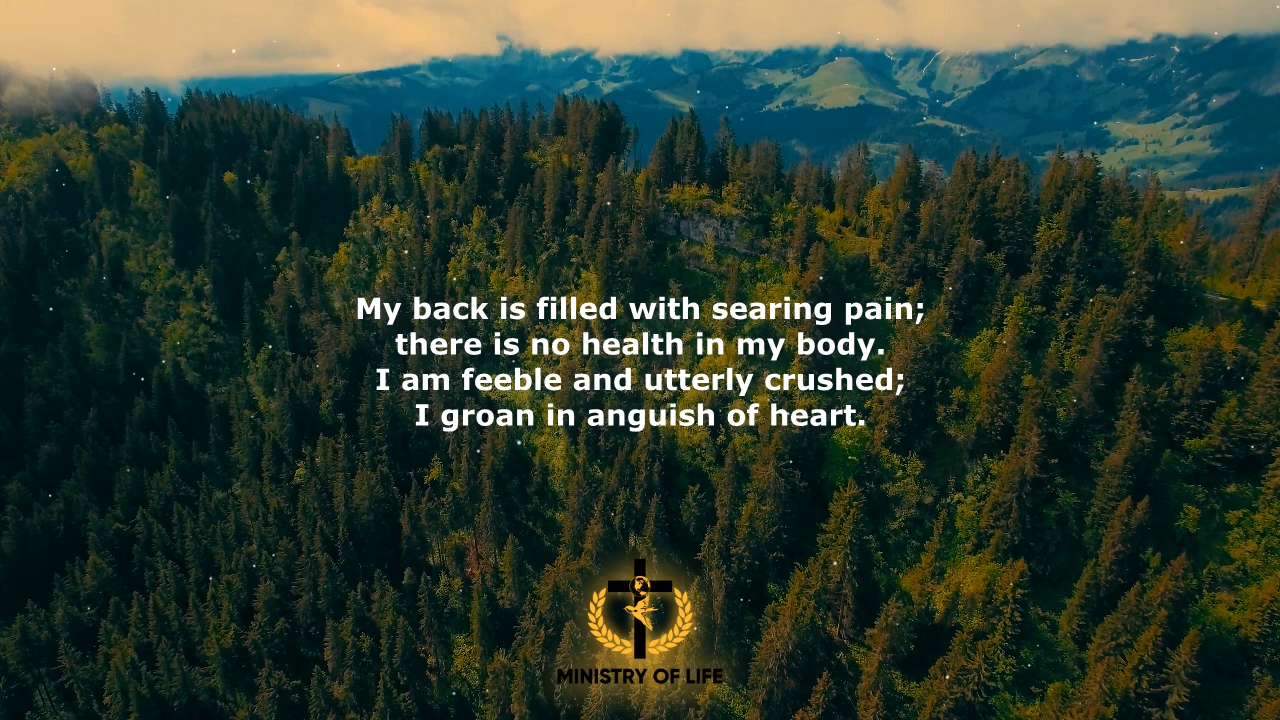 My back is filled with searing pain;
there is no health in my body.
I am feeble and utterly crushed;
I groan in anguish of heart.
MINISTRY OF LIFE